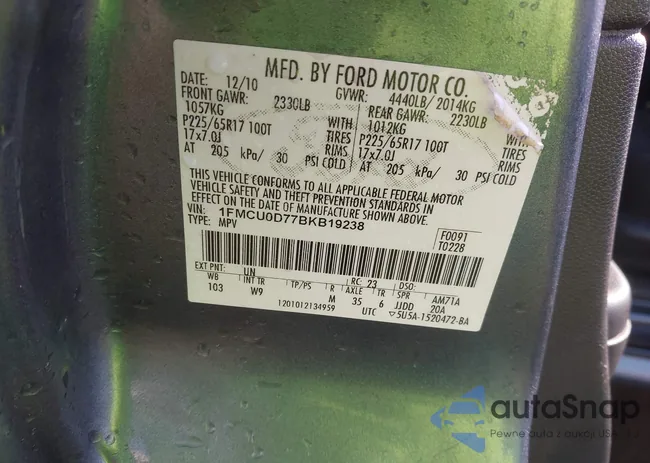 MFD. BY FORD MOTOR CO.
DATE: 12/10 GVWR: 4440LB/ 2014KG
FRONT GAWR: 2330LB REAR GAWR: 2230LB
1057KG WITH 1012KG WITH
P225/65R17 100T TIRES P225/65R17 100T TIRES
17x7.0J RIMS 17x7.0J RIMS
AT 205 kPa/ 30 PSI COLD AT 205 kPa/ 30 PSI COLD
THIS VEHICLE CONFORMS TO ALL APPLICABLE FEDERAL MOTOR
VEHICLE SAFETY AND THEFT PREVENTION STANDARDS IN
EFFECT ON THE DATE OF MANUFACTURE SHOWN ABOVE.
VIN: 1FMCU0D77BKB19238
TYPE: MPV
F0091
T0228
EXT PNT: UN RC: 23 DSO:
WB INT TR TP/PS R AXLE TR SPR AM71A
103 W9 M 35 6 JJDD 20A
1201012134959 UTC ▽5U5A-1520472-BA
autaSnap
Pewne auta z aukcji USA